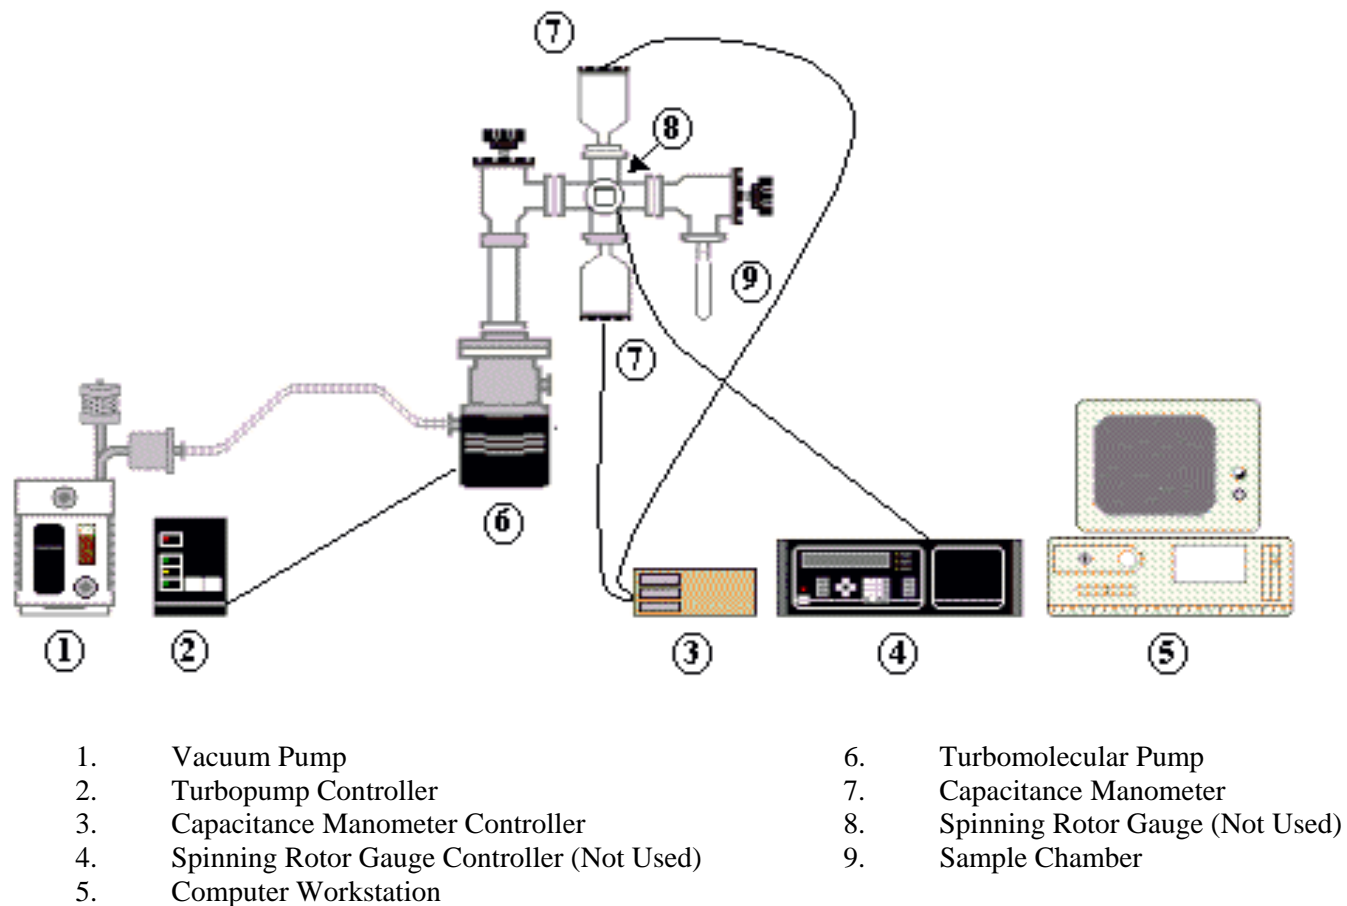 7
8
9
7
6
1
2
3
4
5
1. Vacuum Pump
2. Turbopump Controller
3. Capacitance Manometer Controller
4. Spinning Rotor Gauge Controller (Not Used)
5. Computer Workstation
6. Turbomolecular Pump
7. Capacitance Manometer
8. Spinning Rotor Gauge (Not Used)
9. Sample Chamber